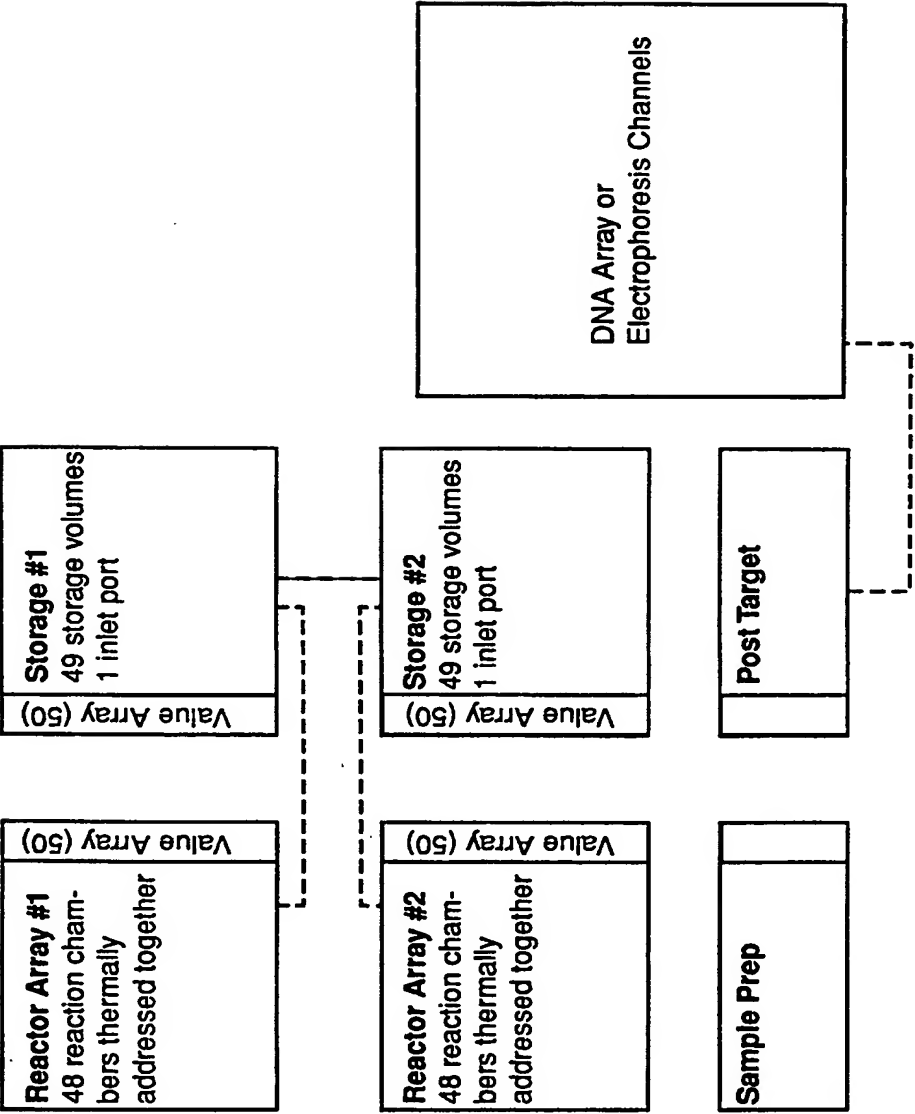 Reactor Array #1
48 reaction cham-
bers thermally
addressed together
Value Array (50)
Value Array (50)
Storage #1
49 storage volumes
1 inlet port
Reactor Array #2
48 reaction cham-
bers thermally
addressed together
Value Array (50)
Value Array (50)
Storage #2
49 storage volumes
1 inlet port
Sample Prep
Post Target
DNA Array or
Electrophoresis Channels